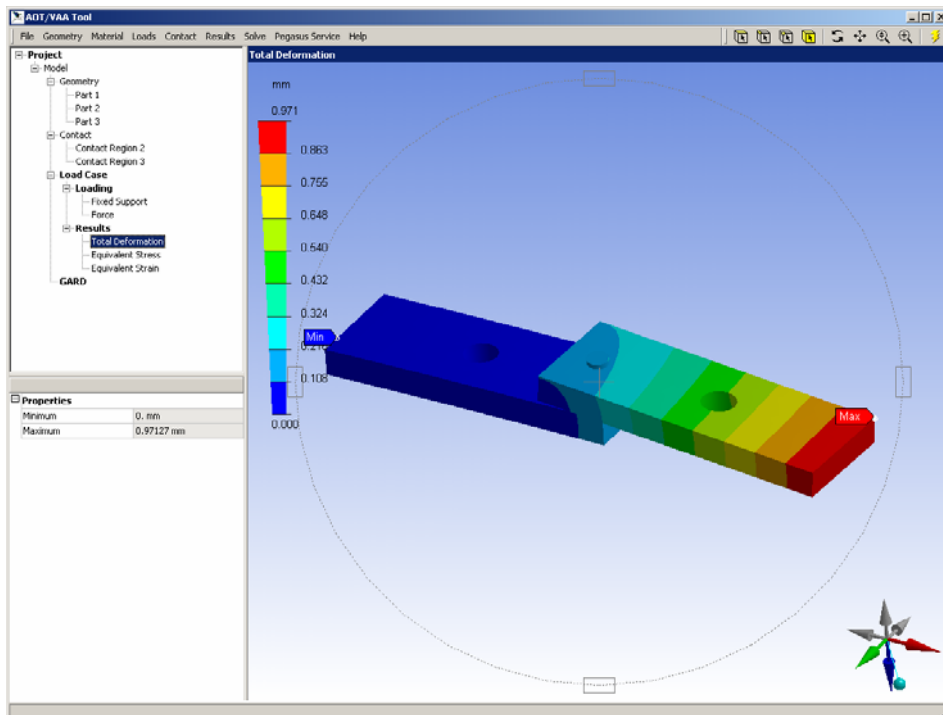 AOT/VAA Tool
File Geometry Material Loads Contact Results Solve Pegasus Service Help
Project
Model
Geometry
Part 1
Part 2
Part 3
Contact
Contact Region 2
Contact Region 3
Load Case
Loading
Fixed Support
Force
Results
Total Deformation
Equivalent Stress
Equivalent Strain
GARD
Properties
Minimum 0. mm
Maximum 0.97127 mm
Total Deformation
mm
0.971
0.863
0.755
0.648
0.540
0.432
0.324
0.108
0.000
Min
Max